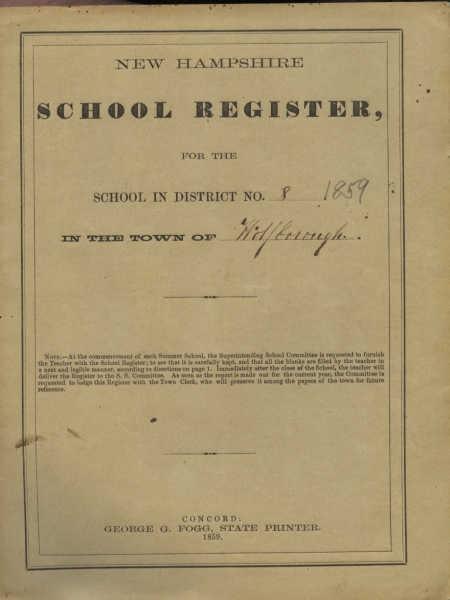 NEW HAMPSHIRE
SCHOOL REGISTER,
FOR THE
SCHOOL IN DISTRICT NO. 8 1859
IN THE TOWN OF Wolfborough.
NOTE.—At the commencement of each Summer School, the Superintending School Committee is requested to furnish
the Teacher with the School Register; to see that it is carefully kept, and that all the blanks are filled by the teacher in
a neat and legible manner, according to directions on page 1. Immediately after the close of the School, the teacher will
deliver the Register to the S. S. Committee. As soon as the report is made out for the current year, the Committee is
requested to lodge this Register with the Town Clerk, who will preserve it among the papers of the town for future
reference.
CONCORD:
GEORGE G. FOGG, STATE PRINTER.
1859.